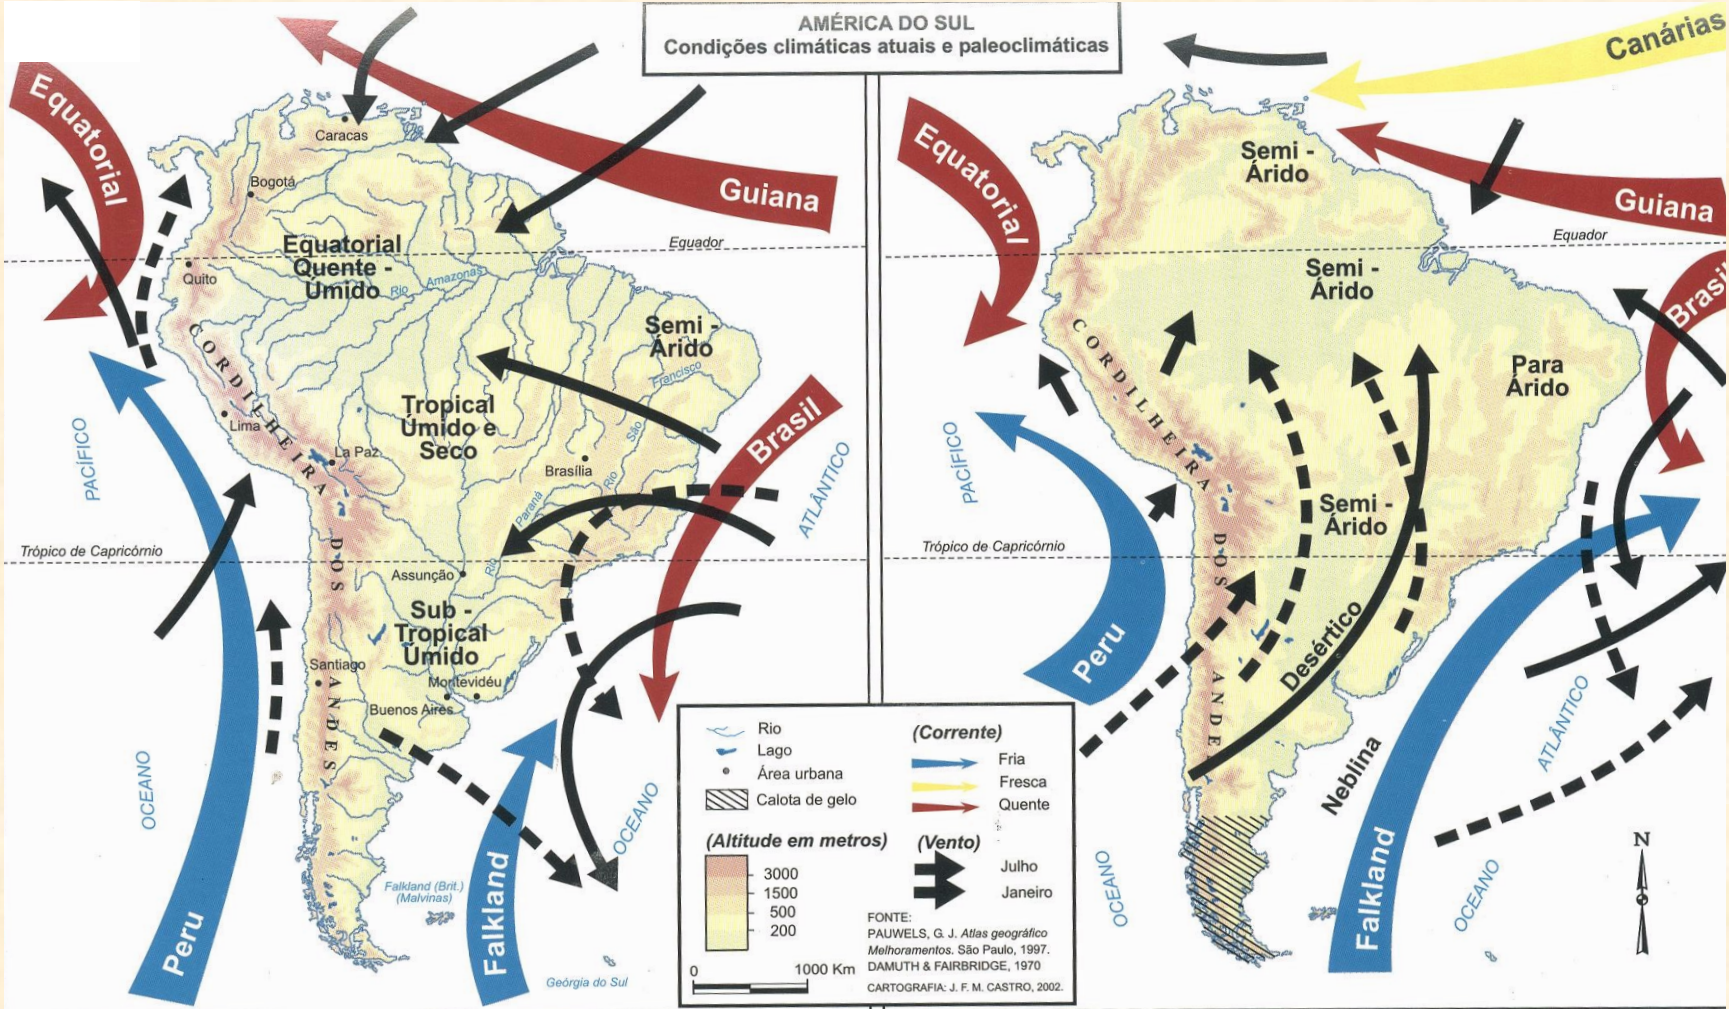 AMÉRICA DO SUL
Condições climáticas atuais e paleoclimáticas
Equatorial
Guiana
Caracas
Bogotá
Equador
Equatorial
Quente -
Úmido
Quito
Rio
Amazonas
CORDILHEIRA
DOS
ANDES
Semi -
Árido
Francisco
São
Rio
PACÍFICO
Lima
La Paz
Tropical
Úmido e
Seco
Brasília
Brasil
ATLÂNTICO
Paraná
Rio
Trópico de Capricórnio
Assunção
Sub -
Tropical
Úmido
Santiago
Montevidéu
Buenos Aires
OCEANO
OCEANO
Peru
Falkland
Falkland (Brit.)
(Malvinas)
Geórgia do Sul
Canárias
Equatorial
Guiana
Semi -
Árido
Equador
Semi -
Árido
Brasil
Para
Árido
CORDILHEIRA
DOS
ANDE
PACÍFICO
Semi -
Árido
Trópico de Capricórnio
Peru
Desértico
Neblina
ATLÂNTICO
OCEANO
OCEANO
Falkland
N
Rio
Lago
Área urbana
Calota de gelo
(Altitude em metros)
3000
1500
500
200
0 1000 Km
(Corrente)
Fria
Fresca
Quente
(Vento)
Julho
Janeiro
FONTE:
PAUWELS, G. J. Atlas geográfico
Melhoramentos. São Paulo, 1997.
DAMUTH & FAIRBRIDGE, 1970
CARTOGRAFIA: J. F. M. CASTRO, 2002.